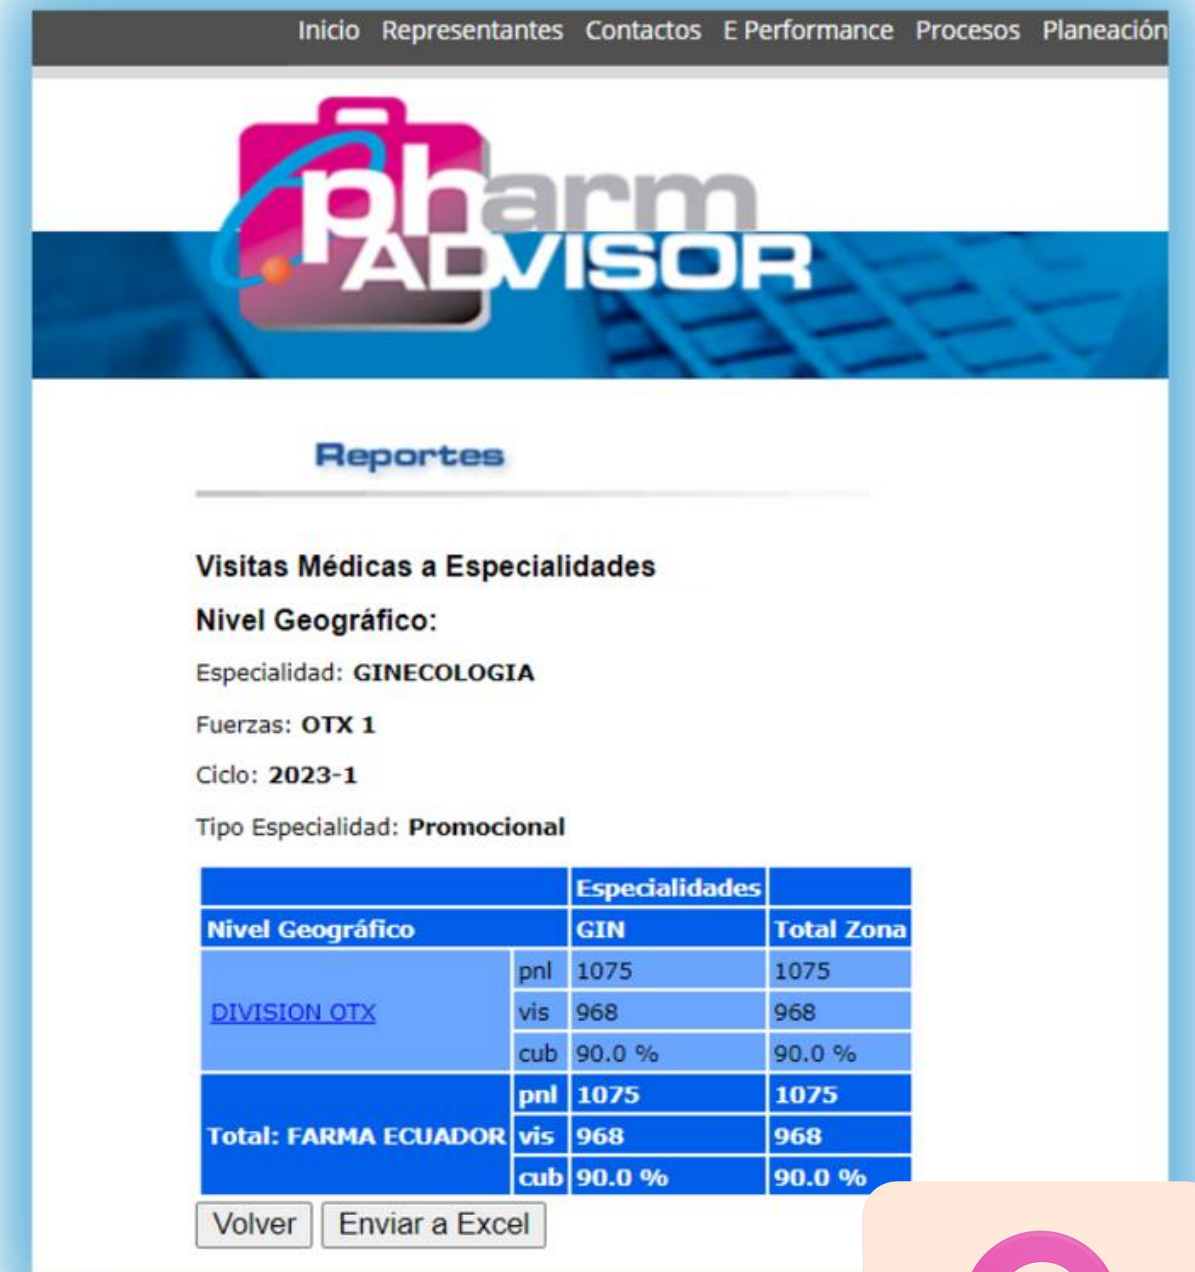 Inicio Representantes Contactos E Performance Procesos Planeación
pharm
ADVISOR
Reportes
Visitas Médicas a Especialidades
Nivel Geográfico:
Especialidad: GINECOLOGIA
Fuerzas: OTX 1
Ciclo: 2023-1
Tipo Especialidad: Promocional
Especialidades
Nivel Geográfico GIN Total Zona
DIVISION OTX
pnl 1075 1075
vis 968 968
cub 90.0 % 90.0 %
Total: FARMA ECUADOR
pnl 1075 1075
vis 968 968
cub 90.0 % 90.0 %
Volver Enviar a Excel